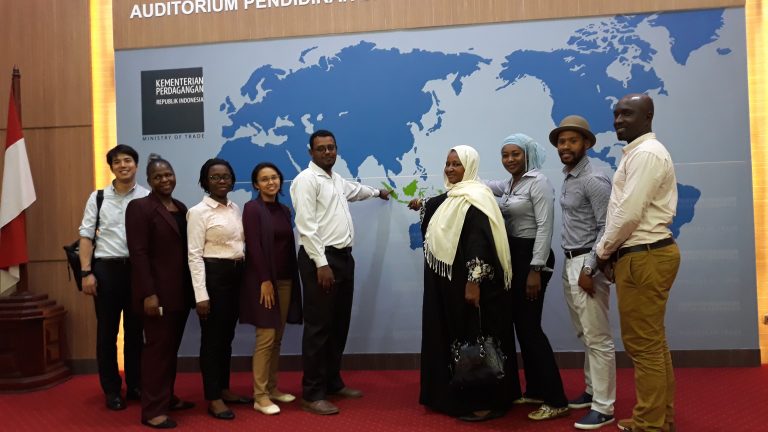 AUDITORIUM PENDIDIKAN
KEMENTERIAN
PERDAGANGAN
REPUBLIK INDONESIA
MINISTRY OF TRADE